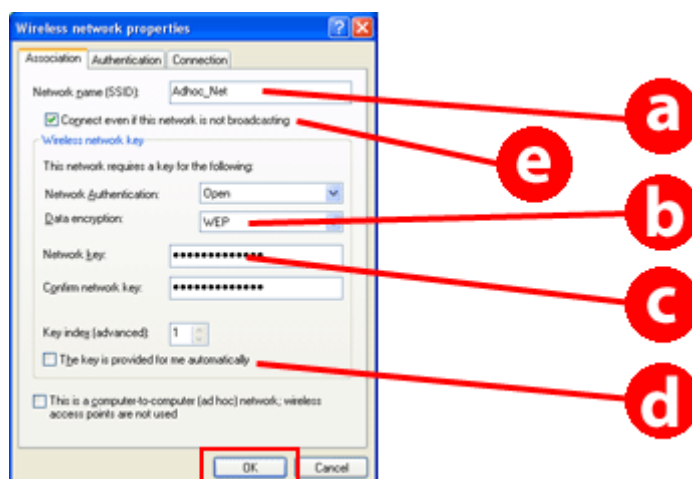 Wireless network properties
Association Authentication Connection
Network name (SSID): Adhoc_Net
a
Connect even if this network is not broadcasting
e
Wireless network key
This network requires a key for the following:
Network Authentication: Open
Data encryption: WEP
b
Network key: •••••••••••••
c
Confirm network key: •••••••••••••
Key index (advanced): 1
The key is provided for me automatically
d
This is a computer-to-computer (ad hoc) network; wireless
access points are not used
OK Cancel